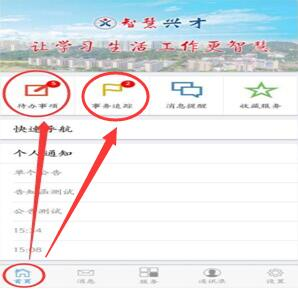 智慧兴才
让学习 生活 工作更智慧
待办事项
事务追踪
消息提醒
收藏服务
快速导航
个人通知
单个公告
告知函测试
公告测试
15:14
15:08
首页
消息
服务
通讯录
设置